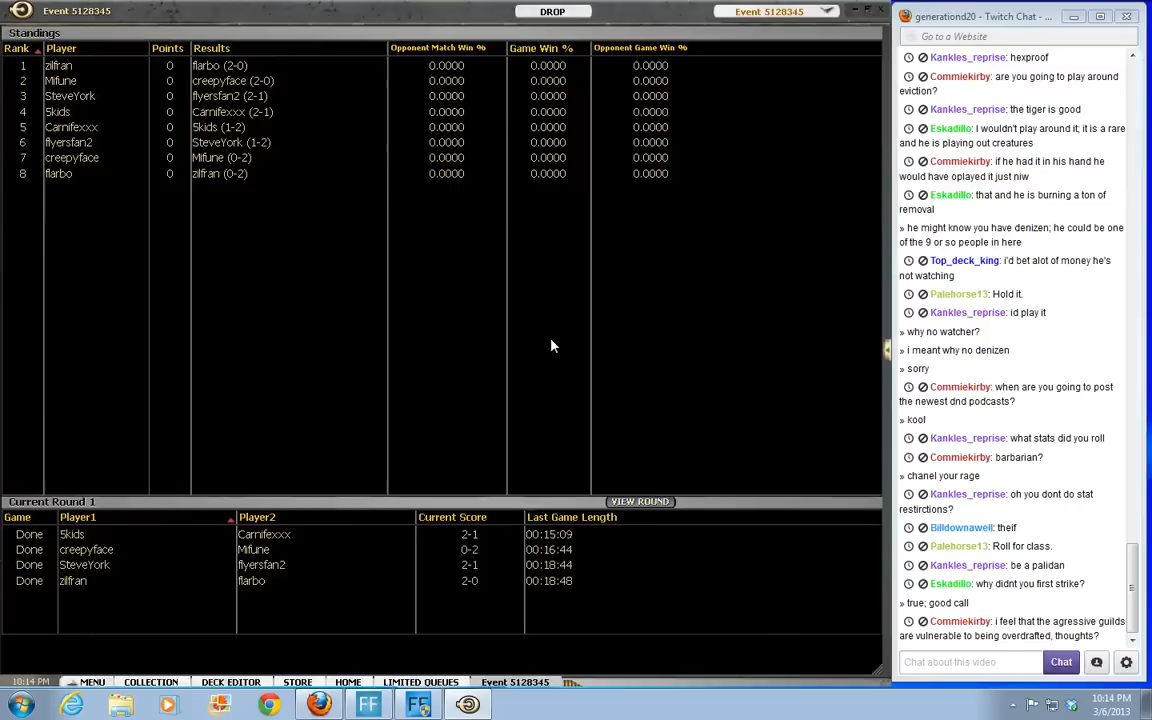 Event 5128345 DROP Event 5128345
Standings
Rank Player Points Results Opponent Match Win % Game Win % Opponent Game Win %
1 zilfran 0 flarbo (2-0) 0.0000 0.0000 0.0000
2 Mifune 0 creepyface (2-0) 0.0000 0.0000 0.0000
3 SteveYork 0 flyersfan2 (2-1) 0.0000 0.0000 0.0000
4 5kids 0 Carnifexxx (2-1) 0.0000 0.0000 0.0000
5 Carnifexxx 0 5kids (1-2) 0.0000 0.0000 0.0000
6 flyersfan2 0 SteveYork (1-2) 0.0000 0.0000 0.0000
7 creepyface 0 Mifune (0-2) 0.0000 0.0000 0.0000
8 flarbo 0 zilfran (0-2) 0.0000 0.0000 0.0000
Current Round 1 VIEW ROUND
Game Player1 Player2 Current Score Last Game Length
Done 5kids Carnifexxx 2-1 00:15:09
Done creepyface Mifune 0-2 00:16:44
Done SteveYork flyersfan2 2-1 00:18:44
Done zilfran flarbo 2-0 00:18:48
10:14 PM MENU COLLECTION DECK EDITOR STORE HOME LIMITED QUEUES Event 5128345
generationd20 - Twitch Chat - ...
Go to a Website
Kankles_reprise: hexproof
Commiekirby: are you going to play around
eviction?
Kankles_reprise: the tiger is good
Eskadillo: I wouldn't play around it; it is a rare
and he is playing out creatures
Commiekirby: if he had it in his hand he
would have oplayed it just niw
Eskadillo: that and he is burning a ton of
removal
» he might know you have denizen; he could be one
of the 9 or so people in here
Top_deck_king: i'd bet alot of money he's
not watching
Palehorse13: Hold it.
Kankles_reprise: id play it
» why no watcher?
» i meant why no denizen
» sorry
Commiekirby: when are you going to post
the newest dnd podcasts?
» kool
Kankles_reprise: what stats did you roll
Commiekirby: barbarian?
» chanel your rage
Kankles_reprise: oh you dont do stat
restirctions?
Billdownawell: theif
Palehorse13: Roll for class.
Kankles_reprise: be a palidan
Eskadillo: why didnt you first strike?
» true; good call
Commiekirby: i feel that the agressive guilds
are vulnerable to being overdrafted, thoughts?
Chat about this video Chat
FF FF
10:14 PM
3/6/2013